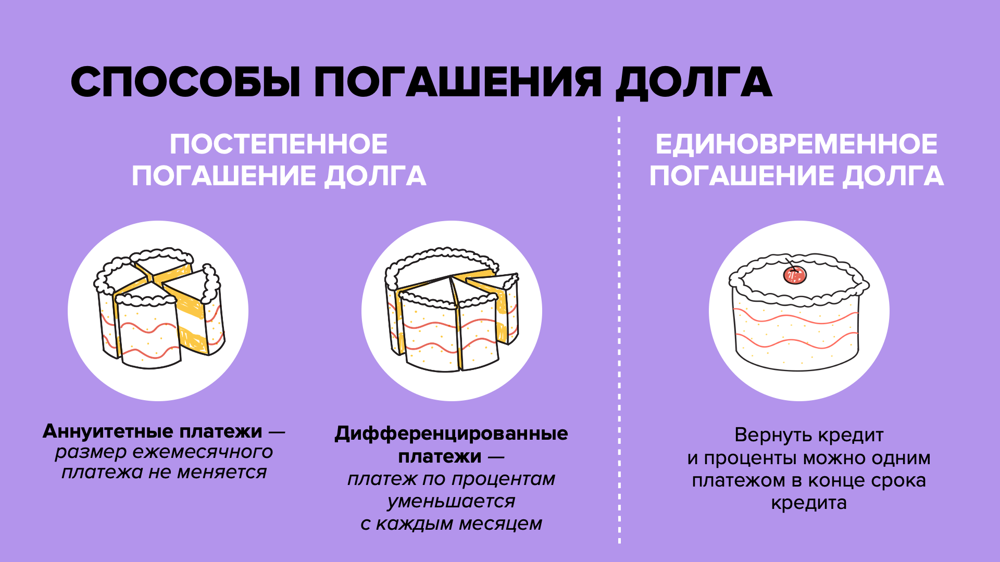 СПОСОБЫ ПОГАШЕНИЯ ДОЛГА
ПОСТЕПЕННОЕ
ПОГАШЕНИЕ ДОЛГА
Аннуитетные платежи —
размер ежемесячного
платежа не меняется
Дифференцированные
платежи —
платеж по процентам
уменьшается
с каждым месяцем
ЕДИНОВРЕМЕННОЕ
ПОГАШЕНИЕ ДОЛГА
Вернуть кредит
и проценты можно одним
платежом в конце срока
кредита